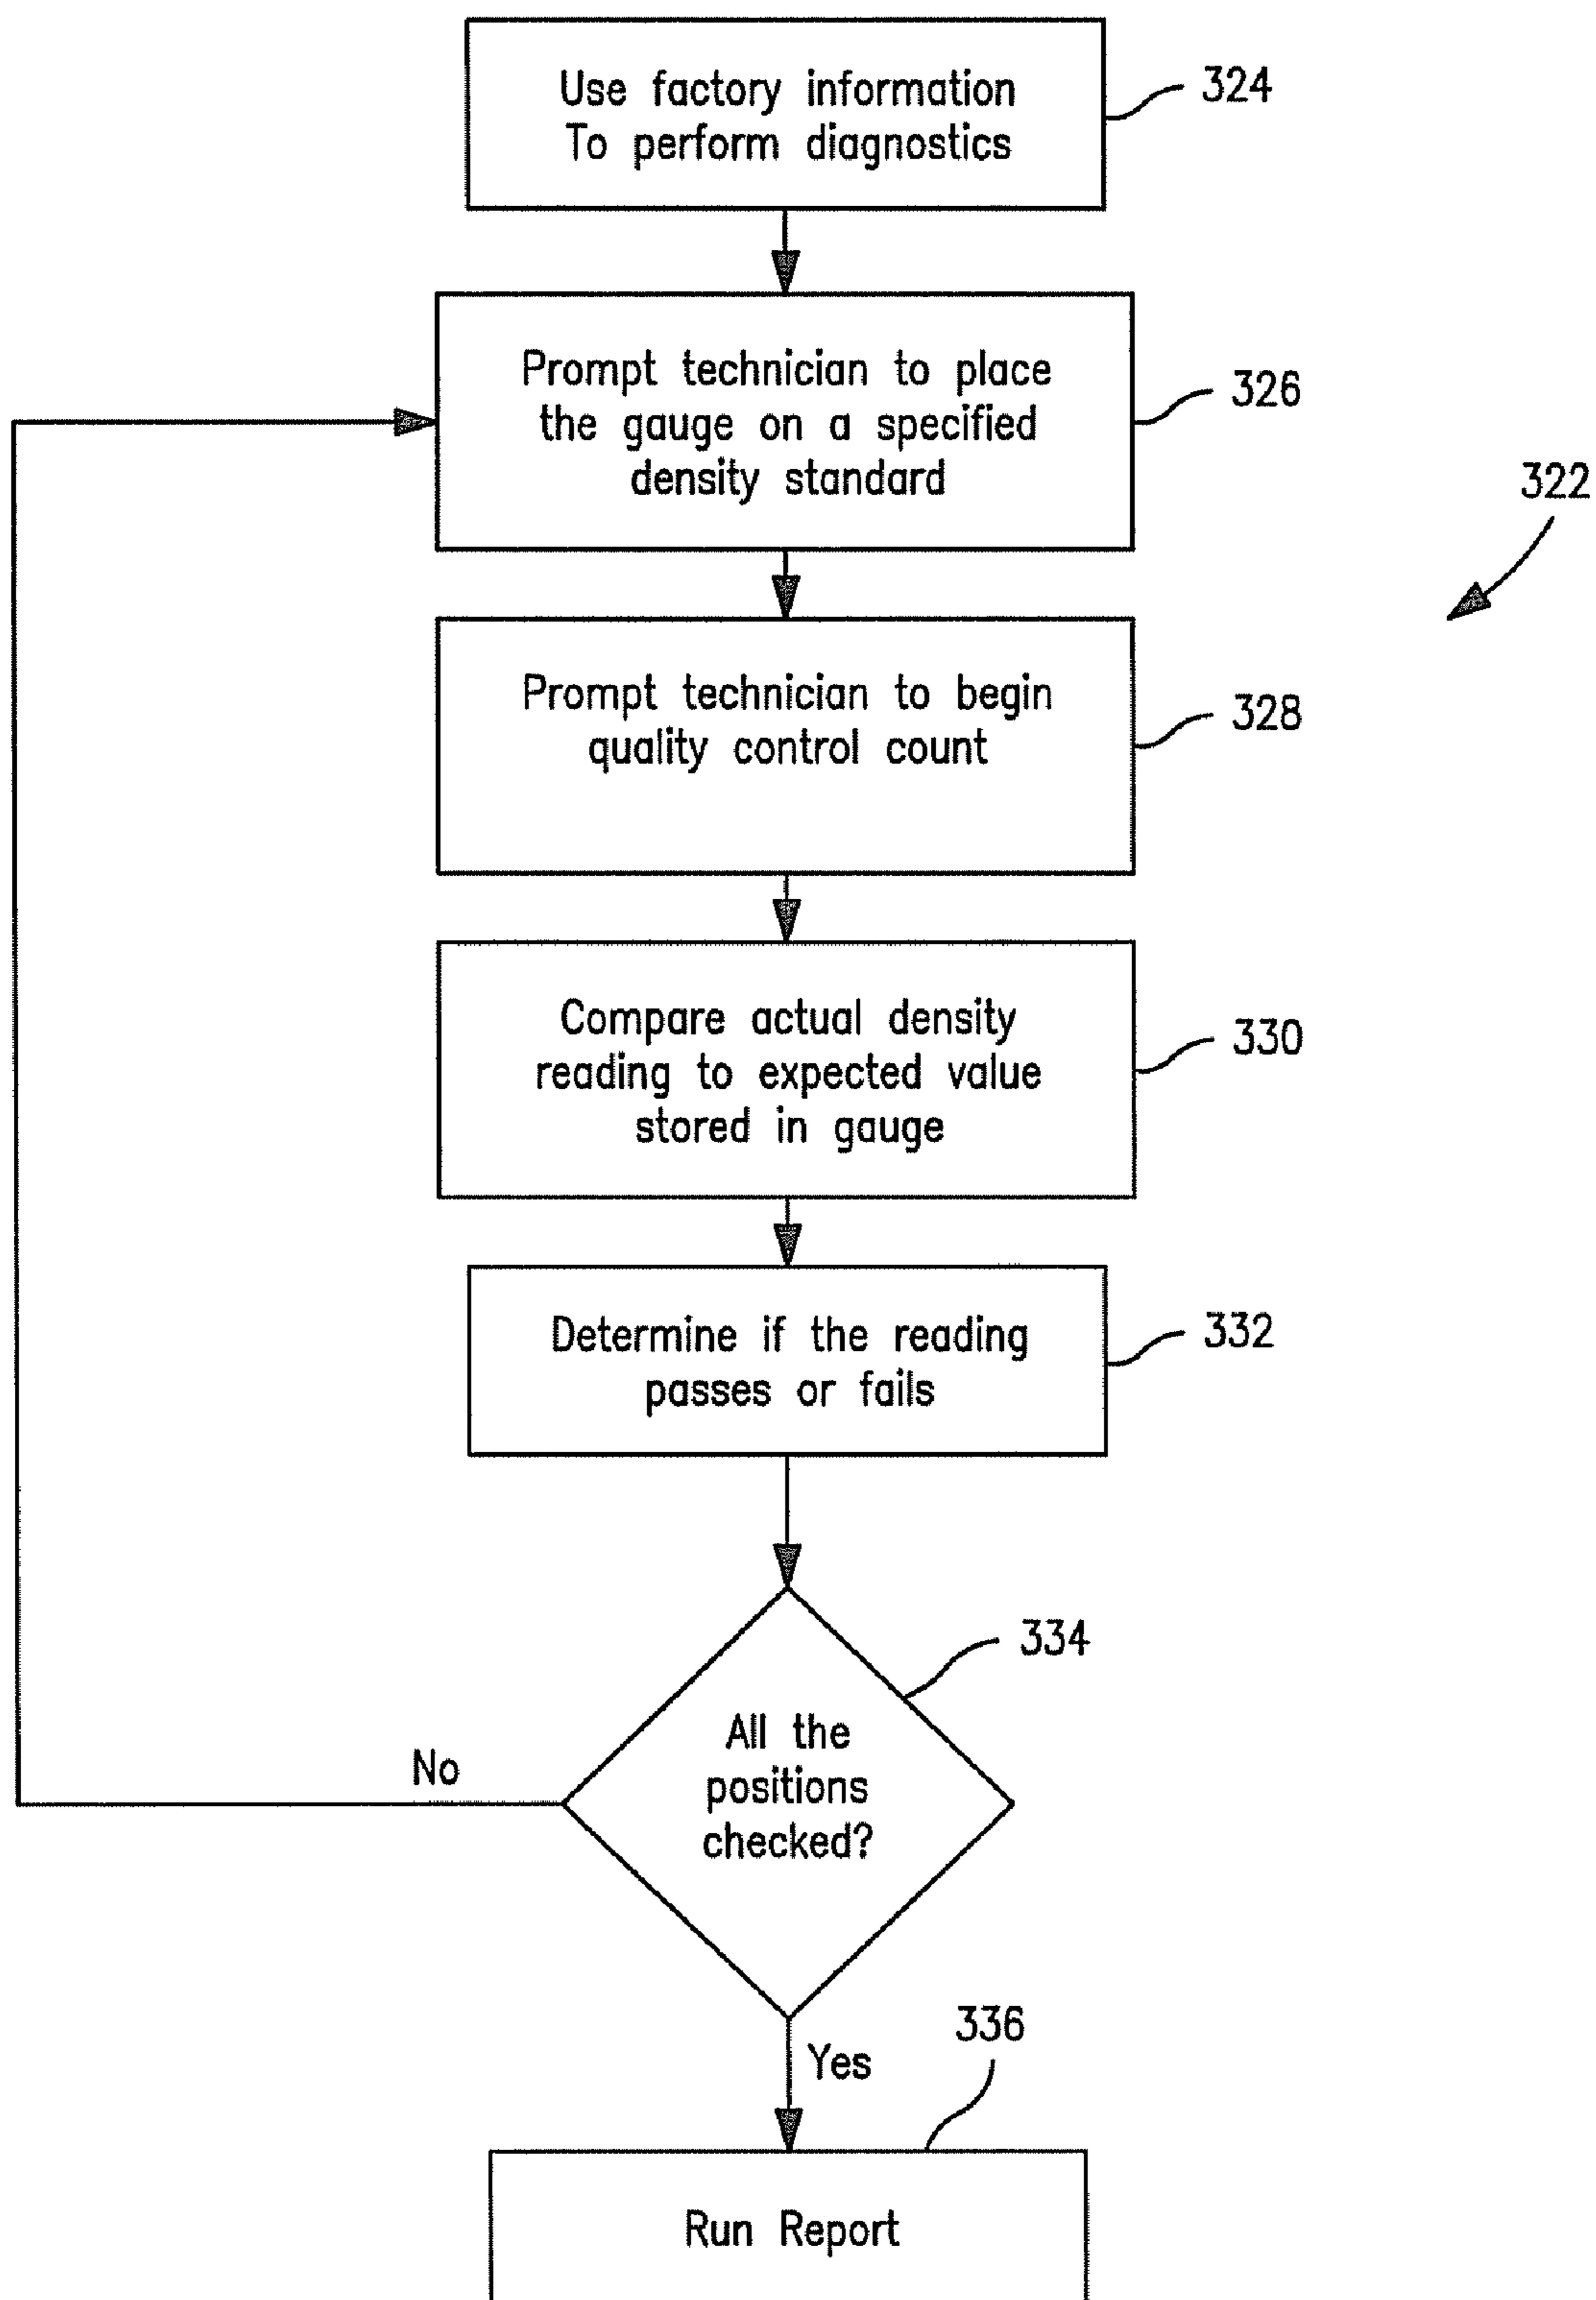 Use factory information
To perform diagnostics
324
Prompt technician to place
the gauge on a specified
density standard
326
322
Prompt technician to begin
quality control count
328
Compare actual density
reading to expected value
stored in gauge
330
Determine if the reading
passes or fails
332
334
All the
positions
checked?
No
Yes
336
Run Report